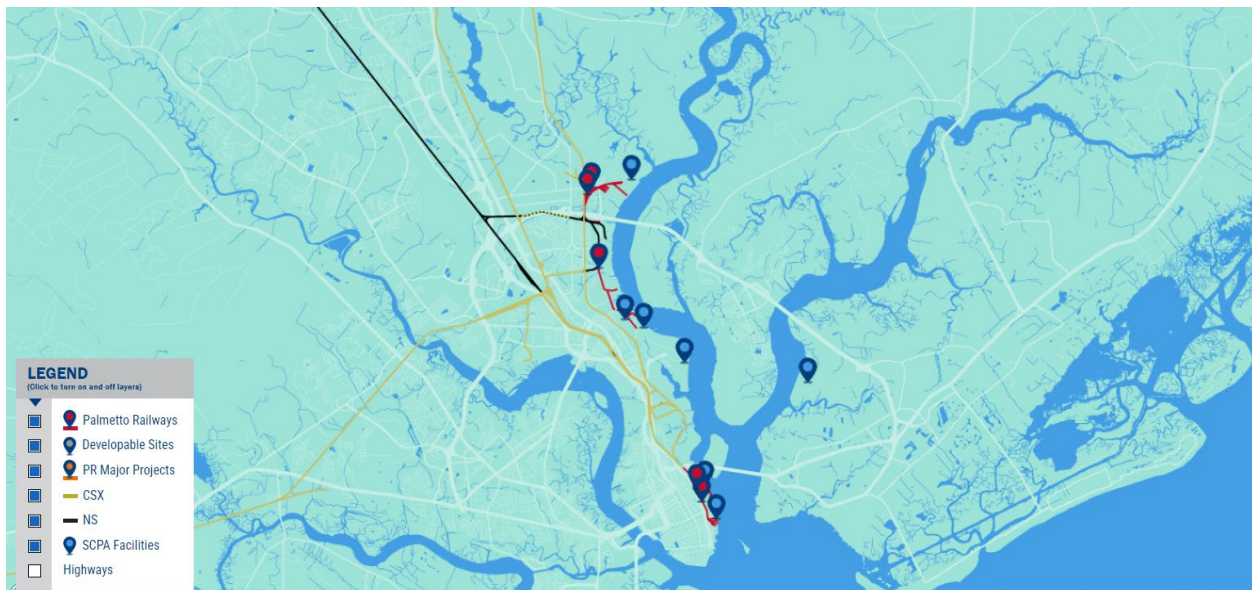 LEGEND
(Click to turn on and off layers)
Palmetto Railways
Developable Sites
PR Major Projects
CSX
NS
SCPA Facilities
Highways